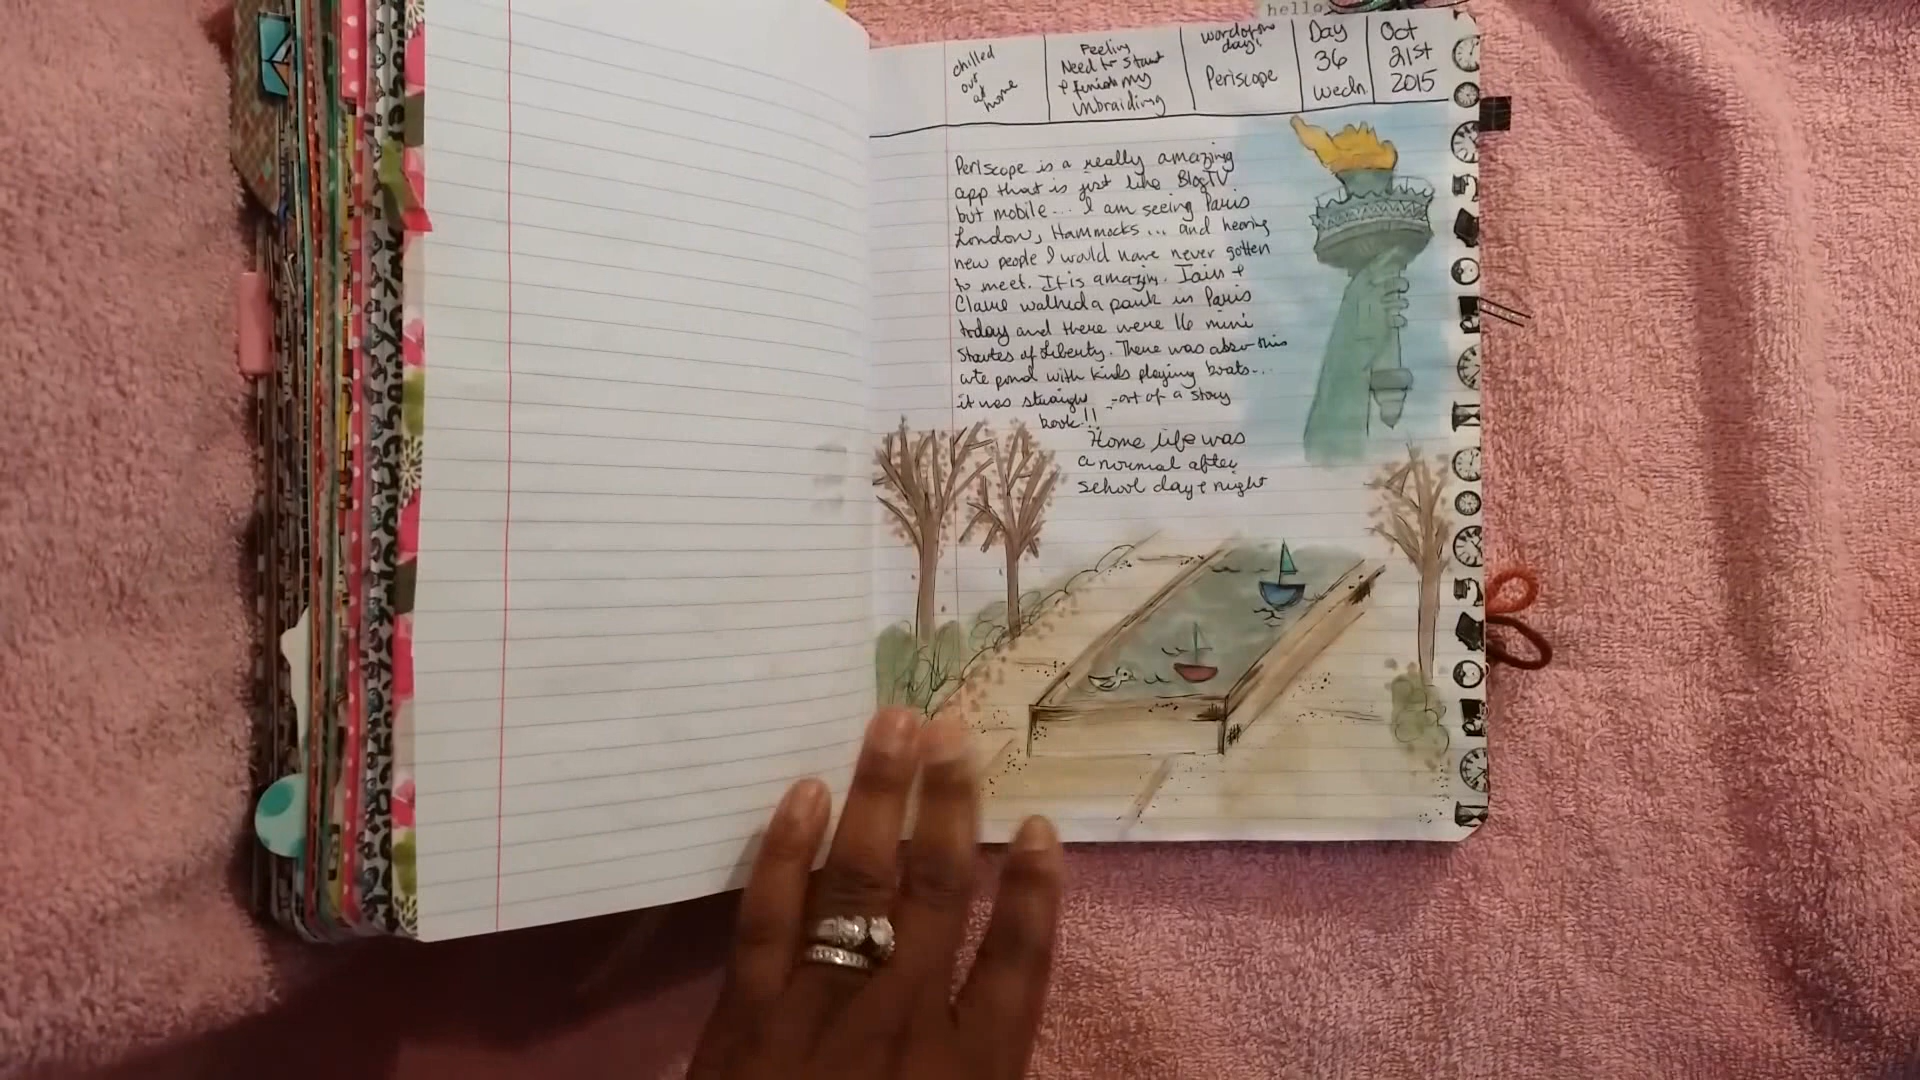 hello
chilled
out
at
home
Feelin
Need to Start
& finish my
unbraiding
word of the
day!
Periscope
Day
36
wedn
Oct
21st
2015
Periscope is a really amazing
app that is just like BlogTV
but mobile... I am seeing Paris
London, Hammocks... and hearing
new people I would have never gotten
to meet. It is amazing. Iain &
Claire walked a park in Paris
today and there were 16 mini
Statues of Liberty. There was also this
cute pond with kids playing boats...
it was straight out of a story
book!!
Home life was
a normal after
school day & night